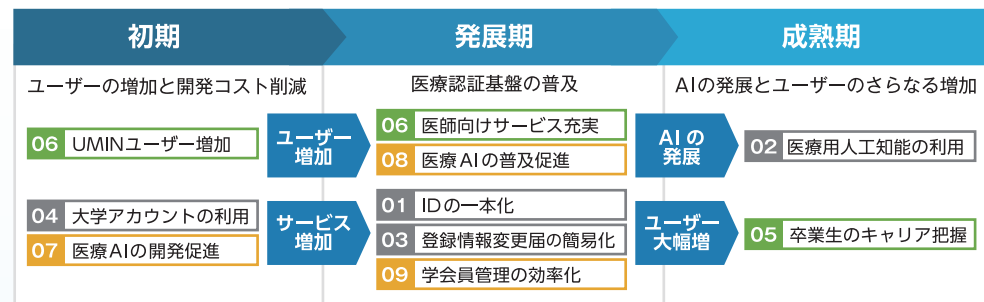 初期
発展期
成熟期
ユーザーの増加と開発コスト削減
医療認証基盤の普及
AIの発展とユーザーのさらなる増加
06 UMINユーザー増加
ユーザー
増加
06 医師向けサービス充実
08 医療AIの普及促進
AIの
発展
02 医療用人工知能の利用
04 大学アカウントの利用
07 医療AIの開発促進
サービス
増加
01 IDの一本化
03 登録情報変更届の簡易化
09 学会員管理の効率化
ユーザー
大幅増
05 卒業生のキャリア把握